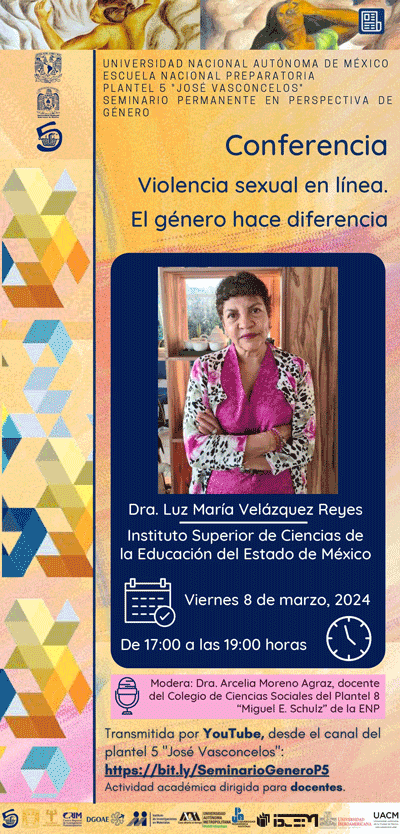 UNIVERSIDAD NACIONAL AUTÓNOMA DE MÉXICO
ESCUELA NACIONAL PREPARATORIA
PLANTEL 5 "JOSÉ VASCONCELOS"
SEMINARIO PERMANENTE EN PERSPECTIVA DE
GÉNERO
Conferencia
Violencia sexual en línea.
El género hace diferencia
Dra. Luz María Velázquez Reyes
Instituto Superior de Ciencias de
la Educación del Estado de México
Viernes 8 de marzo, 2024
De 17:00 a las 19:00 horas
Modera: Dra. Arcelia Moreno Agraz, docente
del Colegio de Ciencias Sociales del Plantel 8
"Miguel E. Schulz" de la ENP
Transmitida por YouTube, desde el canal del
plantel 5 "José Vasconcelos":
https://bit.ly/SeminarioGeneroP5
Actividad académica dirigida para docentes.
DGOAE
UACM